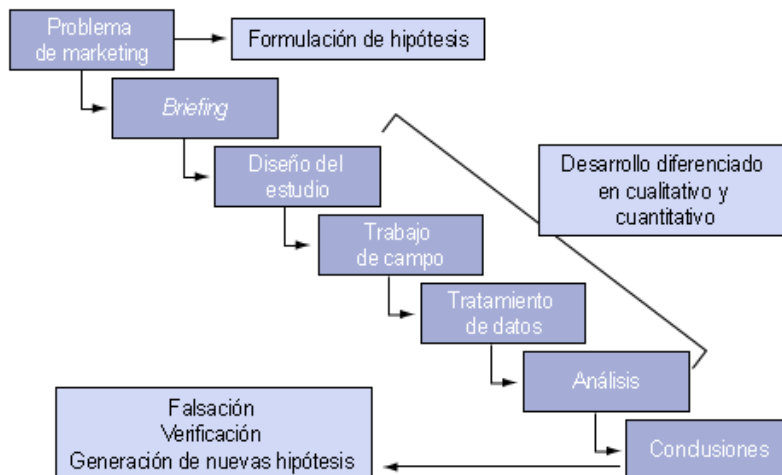 Problema
de marketing
Formulación de hipótesis
Briefing
Diseño del
estudio
Desarrollo diferenciado
en cualitativo y
cuantitativo
Trabajo
de campo
Tratamiento
de datos
Análisis
Falsación
Verificación
Generación de nuevas hipótesis
Conclusiones